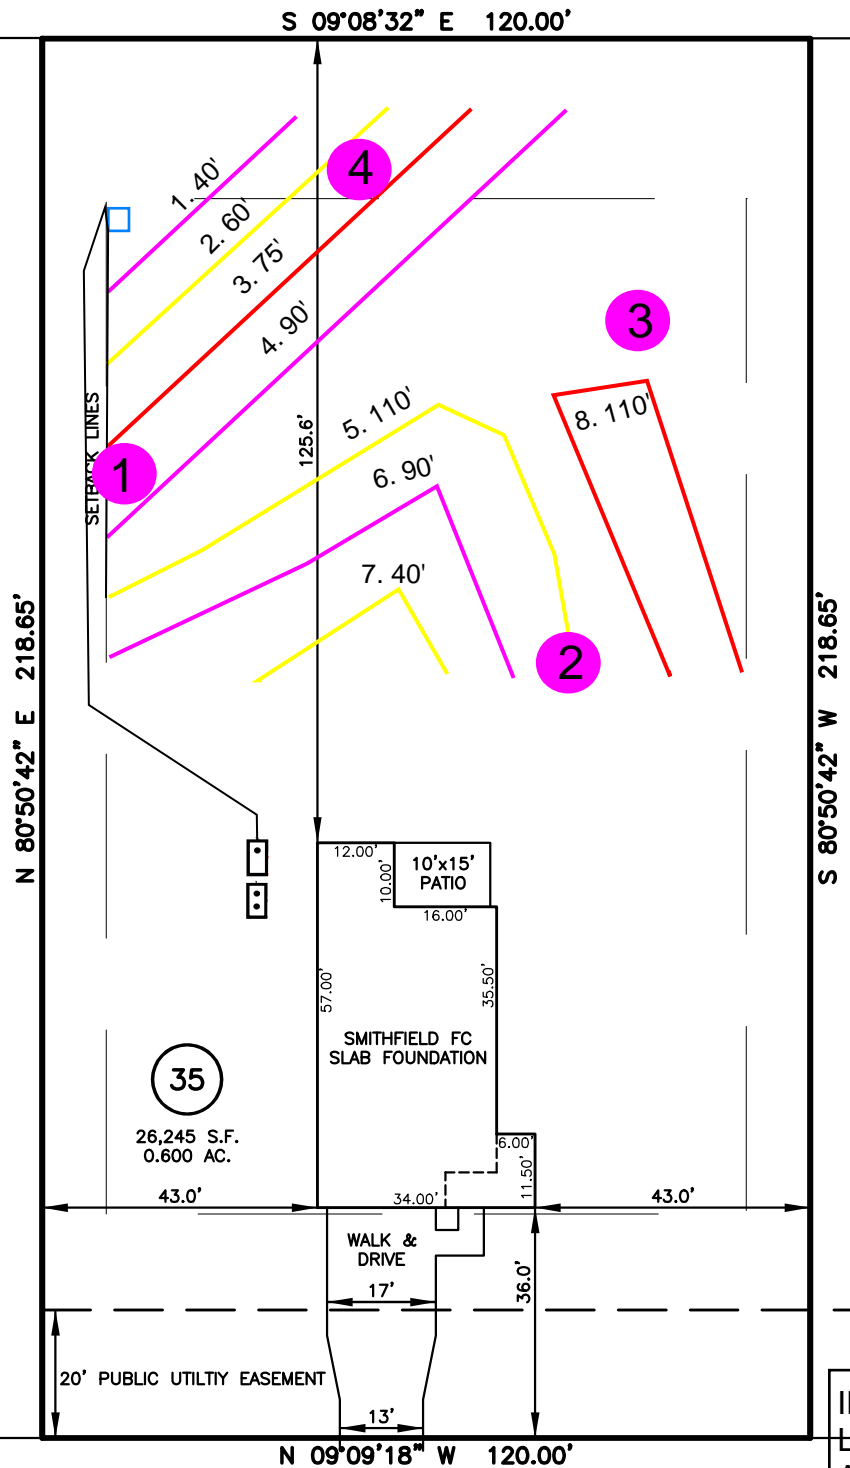 S 09°08'32" E 120.00'
1. 40'
2. 60'
3. 75'
4. 90'
4
3
SETBACK LINES
1
125.6'
5. 110'
6. 90'
7. 40'
8. 110'
2
N 80°50'42" E 218.65'
S 80°50'42" W 218.65'
12.00'
10.00'
10'x15'
PATIO
16.00'
57.00'
35.50'
SMITHFIELD FC
SLAB FOUNDATION
35
26,245 S.F.
0.600 AC.
6.00'
11.50'
43.0'
34.00'
43.0'
WALK &
DRIVE
17'
36.0'
20' PUBLIC UTILTIY EASEMENT
13'
N 09°09'18" W 120.00'